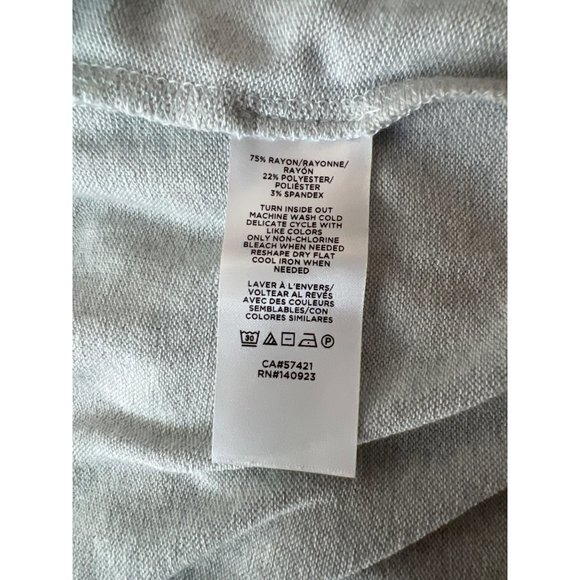 75% RAYON/RAYONNE/
RAYÓN
22% POLYESTER/
POLIÉSTER
3% SPANDEX
TURN INSIDE OUT
MACHINE WASH COLD
DELICATE CYCLE WITH
LIKE COLORS
ONLY NON-CHLORINE
BLEACH WHEN NEEDED
RESHAPE DRY FLAT
COOL IRON WHEN
NEEDED
LAVER À L'ENVERS/
VOLTEAR AL REVÉS
AVEC DES COULEURS
SEMBLABLES/CON
COLORES SIMILARES
30 P
CA#57421
RN#140923